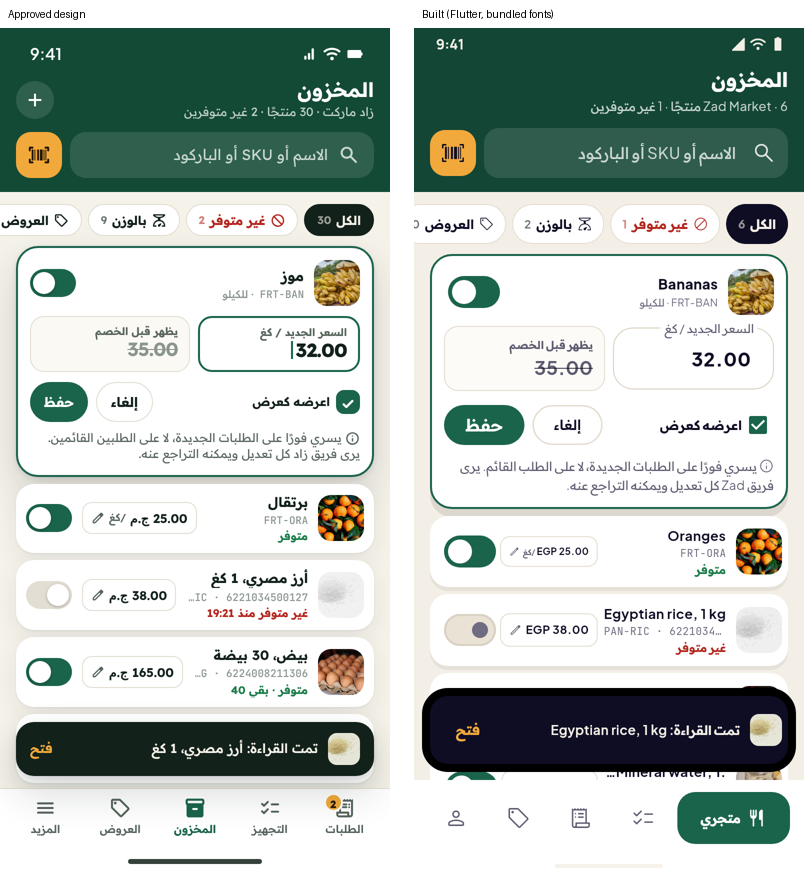 Approved design
9:41
المخزون
زاد ماركت · 30 منتجًا · 2 غير متوفرين
الاسم أو SKU أو الباركود
الكل 30
غير متوفر 2
بالوزن 9
العروض
موز
FRT-BAN · للكيلو
السعر الجديد / كغ
32.00
يظهر قبل الخصم
35.00
اعرضه كعرض
إلغاء
حفظ
يسري فورًا على الطلبات الجديدة، لا على الطلبين القائمين.
يرى فريق زاد كل تعديل ويمكنه التراجع عنه.
برتقال
FRT-ORA
متوفر
25.00 ج.م /كغ
أرز مصري، 1 كغ
…IC · 6221034500127
غير متوفر منذ 19:21
38.00 ج.م
بيض، 30 بيضة
…G · 6224008211306
متوفر · بقي 40
165.00 ج.م
تمت القراءة: أرز مصري، 1 كغ
فتح
2
الطلبات
التجهيز
المخزون
العروض
المزيد
Built (Flutter, bundled fonts)
9:41
المخزون
Zad Market · 6 منتجًا · 1 غير متوفرين
الاسم أو SKU أو الباركود
الكل 6
غير متوفر 1
بالوزن 2
العروض 0
Bananas
FRT-BAN · للكيلو
السعر الجديد / كغ
32.00
يظهر قبل الخصم
35.00
اعرضه كعرض
إلغاء
حفظ
يسري فورًا على الطلبات الجديدة، لا على الطلب القائم. يرى
فريق Zad كل تعديل ويمكنه التراجع عنه.
Oranges
FRT-ORA
متوفر
EGP 25.00 /كغ
Egyptian rice, 1 kg
PAN-RIC · 6221034…
غير متوفر
EGP 38.00
تمت القراءة: Egyptian rice, 1 kg
فتح
Mineral water, 1.…
متجري